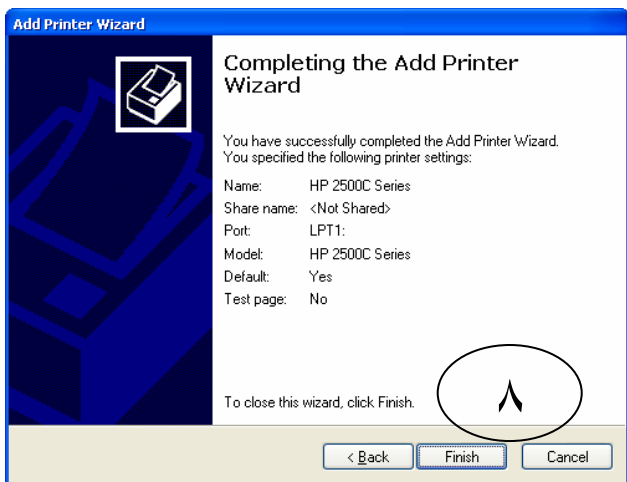 Add Printer Wizard
Completing the Add Printer
Wizard
You have successfully completed the Add Printer Wizard.
You specified the following printer settings:
Name: HP 2500C Series
Share name: <Not Shared>
Port: LPT1:
Model: HP 2500C Series
Default: Yes
Test page: No
To close this wizard, click Finish.
٨
< Back Finish Cancel